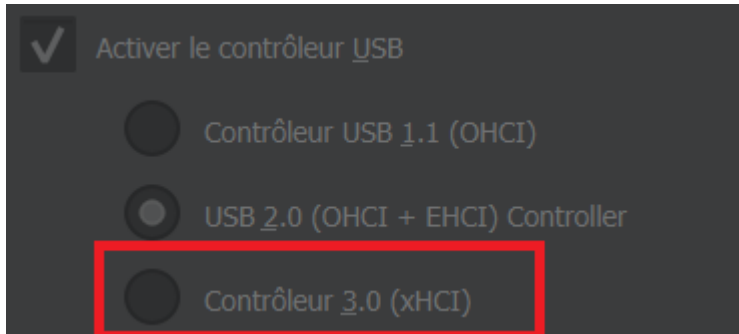 Activer le contrôleur USB
Contrôleur USB 1.1 (OHCI)
USB 2.0 (OHCI + EHCI) Controller
Contrôleur 3.0 (xHCI)